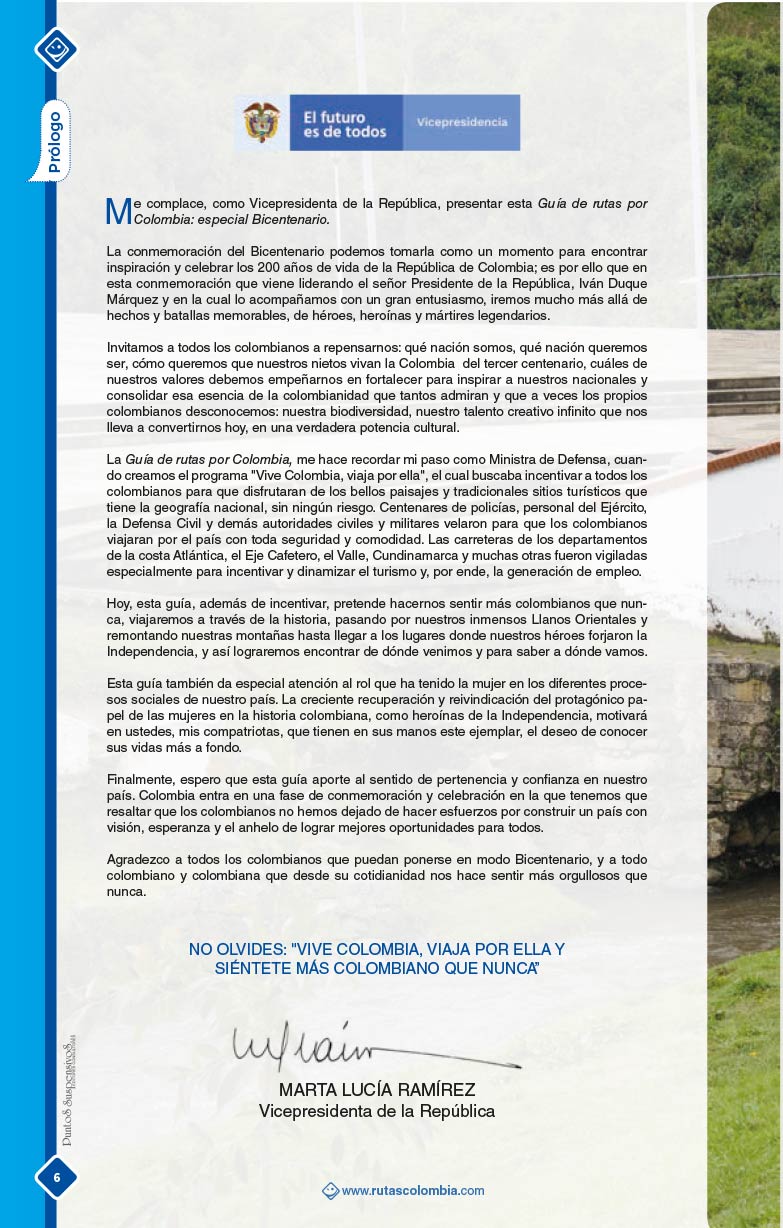 Prólogo
El futuro
es de todos
Vicepresidencia
Me complace, como Vicepresidenta de la República, presentar esta Guía de rutas por
Colombia: especial Bicentenario.
La conmemoración del Bicentenario podemos tomarla como un momento para encontrar
inspiración y celebrar los 200 años de vida de la República de Colombia; es por ello que en
esta conmemoración que viene liderando el señor Presidente de la República, Iván Duque
Márquez y en la cual lo acompañamos con un gran entusiasmo, iremos mucho más allá de
hechos y batallas memorables, de héroes, heroínas y mártires legendarios.
Invitamos a todos los colombianos a repensarnos: qué nación somos, qué nación queremos
ser, cómo queremos que nuestros nietos vivan la Colombia  del tercer centenario, cuáles de
nuestros valores debemos empeñarnos en fortalecer para inspirar a nuestros nacionales y
consolidar esa esencia de la colombianidad que tantos admiran y que a veces los propios
colombianos desconocemos: nuestra biodiversidad, nuestro talento creativo infinito que nos
lleva a convertirnos hoy, en una verdadera potencia cultural.
La Guía de rutas por Colombia, me hace recordar mi paso como Ministra de Defensa, cuan-
do creamos el programa "Vive Colombia, viaja por ella", el cual buscaba incentivar a todos los
colombianos para que disfrutaran de los bellos paisajes y tradicionales sitios turísticos que
tiene la geografía nacional, sin ningún riesgo. Centenares de policías, personal del Ejército,
la Defensa Civil y demás autoridades civiles y militares velaron para que los colombianos
viajaran por el país con toda seguridad y comodidad. Las carreteras de los departamentos
de la costa Atlántica, el Eje Cafetero, el Valle, Cundinamarca y muchas otras fueron vigiladas
especialmente para incentivar y dinamizar el turismo y, por ende, la generación de empleo.
Hoy, esta guía, además de incentivar, pretende hacernos sentir más colombianos que nun-
ca, viajaremos a través de la historia, pasando por nuestros inmensos Llanos Orientales y
remontando nuestras montañas hasta llegar a los lugares donde nuestros héroes forjaron la
Independencia, y así lograremos encontrar de dónde venimos y para saber a dónde vamos.
Esta guía también da especial atención al rol que ha tenido la mujer en los diferentes proce-
sos sociales de nuestro país. La creciente recuperación y reivindicación del protagónico pa-
pel de las mujeres en la historia colombiana, como heroínas de la Independencia, motivará
en ustedes, mis compatriotas, que tienen en sus manos este ejemplar, el deseo de conocer
sus vidas más a fondo.
Finalmente, espero que esta guía aporte al sentido de pertenencia y confianza en nuestro
país. Colombia entra en una fase de conmemoración y celebración en la que tenemos que
resaltar que los colombianos no hemos dejado de hacer esfuerzos por construir un país con
visión, esperanza y el anhelo de lograr mejores oportunidades para todos.
Agradezco a todos los colombianos que puedan ponerse en modo Bicentenario, y a todo
colombiano y colombiana que desde su cotidianidad nos hace sentir más orgullosos que
nunca.
NO OLVIDES: "VIVE COLOMBIA, VIAJA POR ELLA Y
SIÉNTETE MÁS COLOMBIANO QUE NUNCA”
MARTA LUCÍA RAMÍREZ
Vicepresidenta de la República
Puntos Suspensivos
6
www.rutascolombia.com